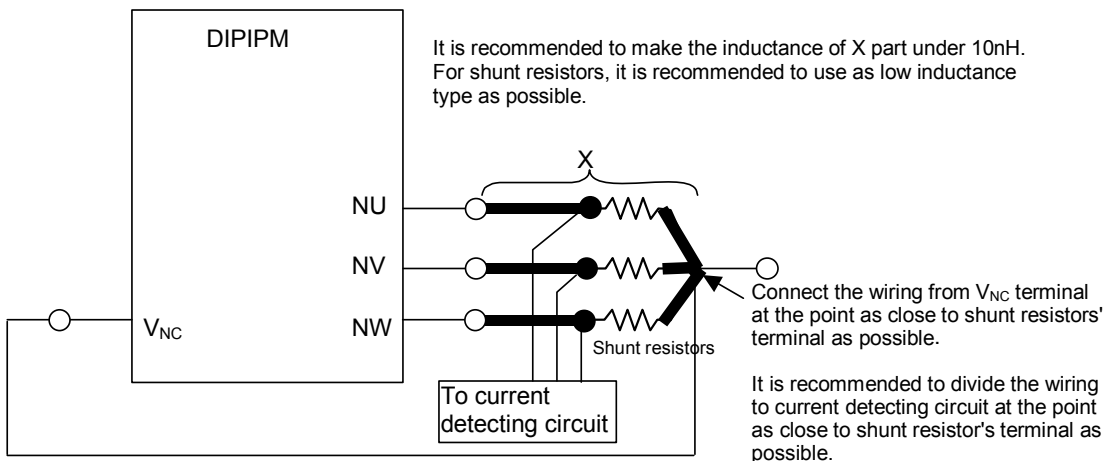 DIPIPM
It is recommended to make the inductance of X part under 10nH.
For shunt resistors, it is recommended to use as low inductance
type as possible.
X
NU
NV
NW
VNC
Shunt resistors
Connect the wiring from VNC terminal
at the point as close to shunt resistors'
terminal as possible.
To current
detecting circuit
It is recommended to divide the wiring
to current detecting circuit at the point
as close to shunt resistor's terminal as
possible.